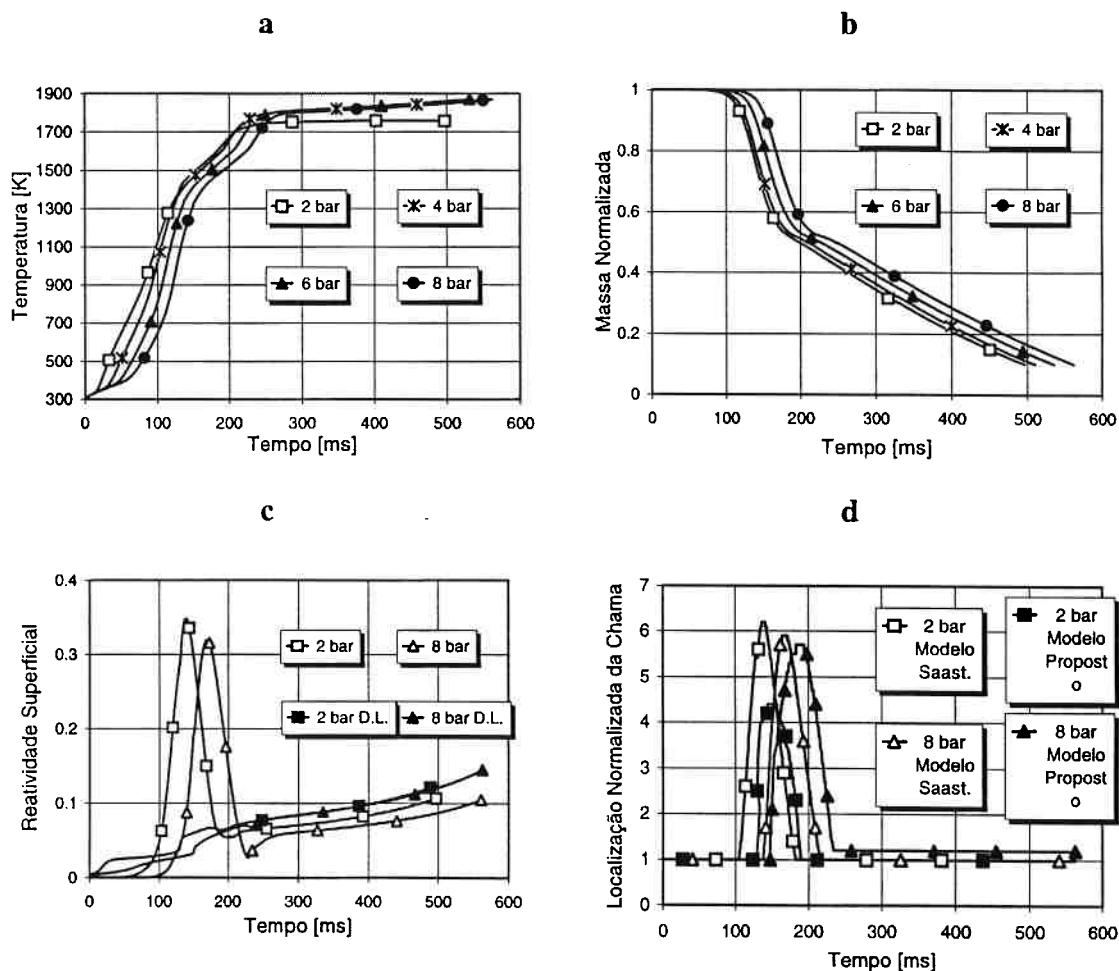 a
1900
1700
1500
1300
1100
900
700
500
300
Temperatura [K]
2 bar
4 bar
6 bar
8 bar
0 100 200 300 400 500 600
Tempo [ms]
b
1
0.8
0.6
0.4
0.2
0
Massa Normalizada
2 bar
4 bar
6 bar
8 bar
0 100 200 300 400 500 600
Tempo [ms]
c
0.4
0.3
0.2
0.1
0
Reatividade Superficial
2 bar
8 bar
2 bar D.L.
8 bar D.L.
0 100 200 300 400 500 600
Tempo [ms]
d
7
6
5
4
3
2
1
0
Localização Normalizada da Chama
2 bar
Modelo
Saast.
2 bar
Modelo
Propost
o
8 bar
Modelo
Saast.
8 bar
Modelo
Propost
o
0 100 200 300 400 500 600
Tempo [ms]